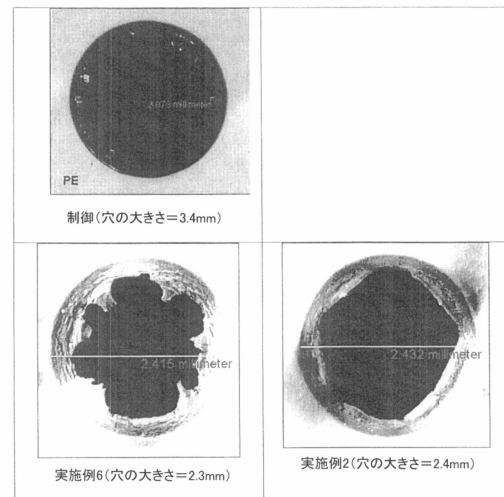 PE
制御(穴の大きさ=3.4mm)
2.415 millimeter
2.432 millimeter
実施例6(穴の大きさ=2.3mm)
実施例2(穴の大きさ=2.4mm)